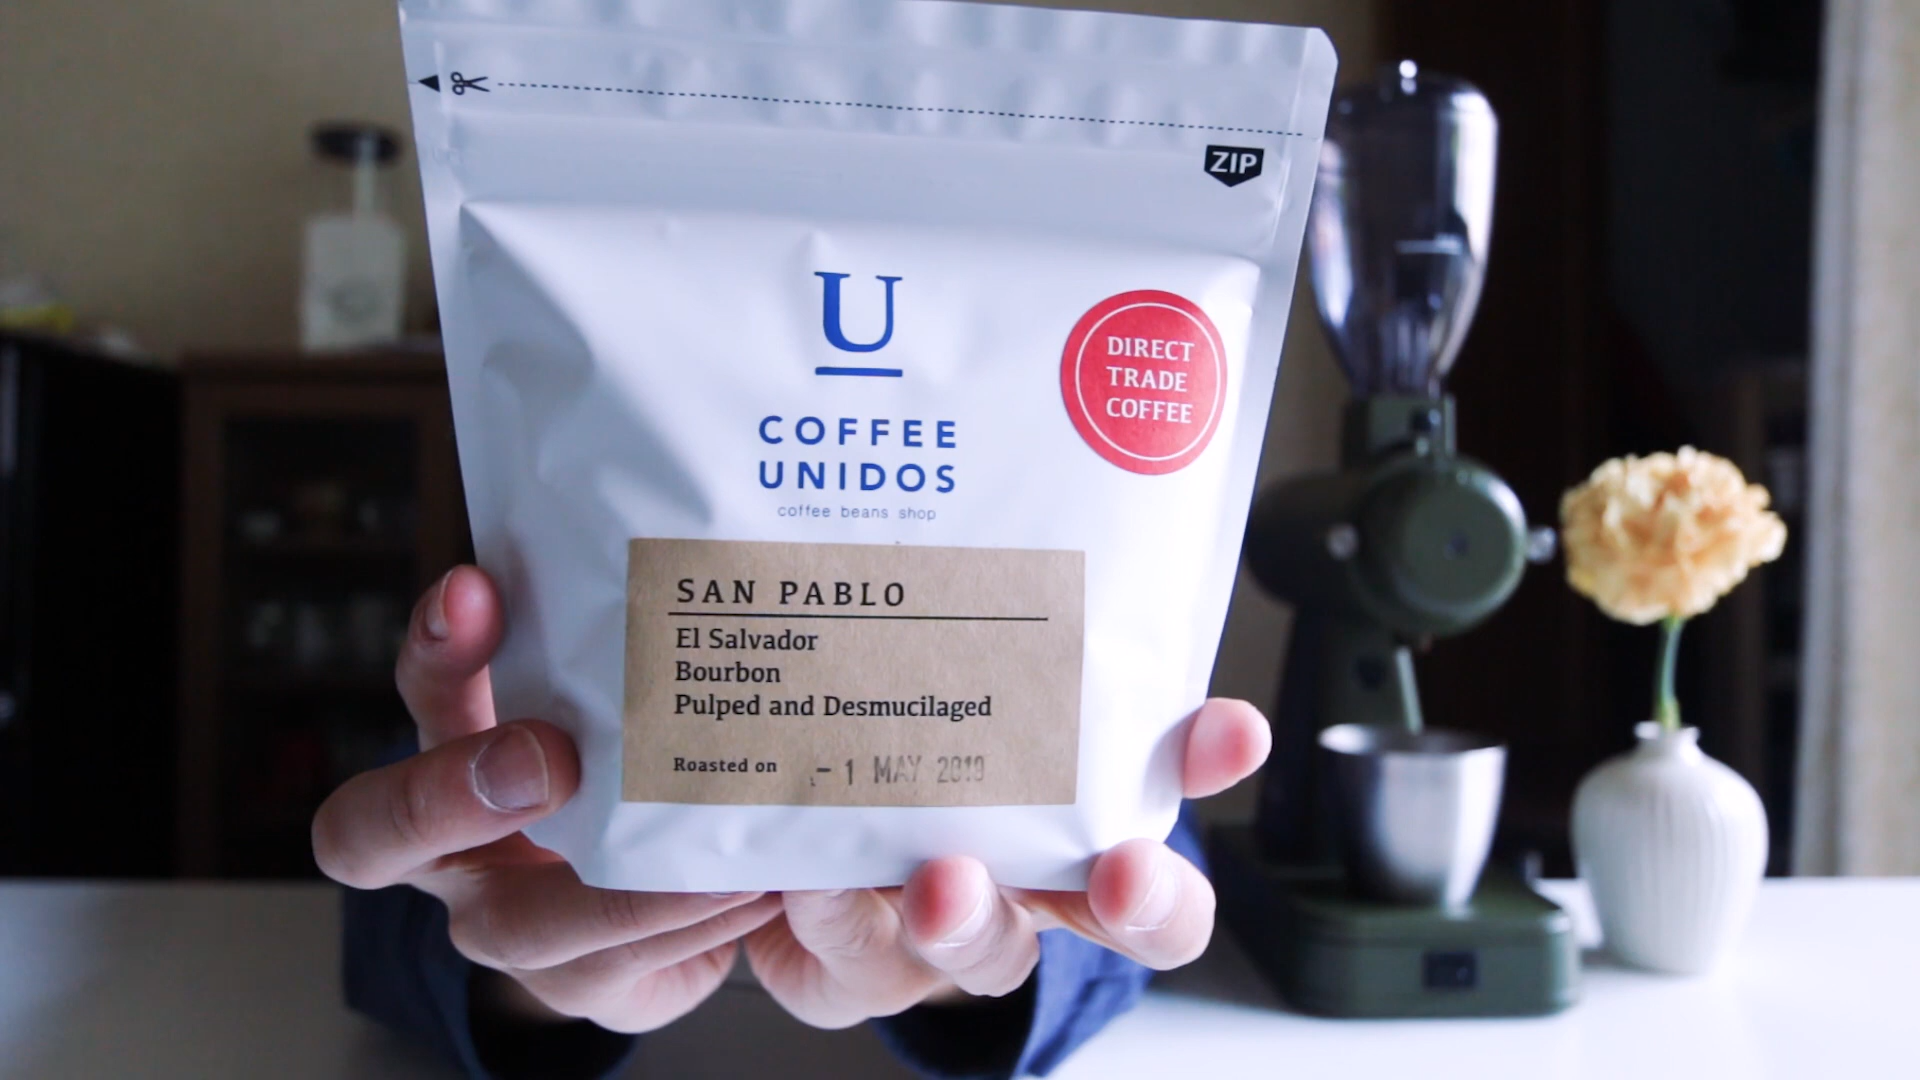 ZIP
U
COFFEE
UNIDOS
coffee beans shop
DIRECT
TRADE
COFFEE
SAN PABLO
El Salvador
Bourbon
Pulped and Desmucilaged
Roasted on - 1 MAY